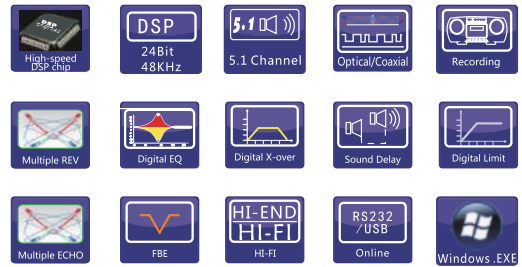 DSP
High-speed
DSP chip
DSP
24Bit
48KHz
5.1
5.1 Channel
Optical/Coaxial
Recording
Multiple REV
Digital EQ
Digital X-over
Sound Delay
Digital Limit
Multiple ECHO
FBE
HI-END
HI-FI
HI-FI
RS232
/USB
Online
Windows .EXE